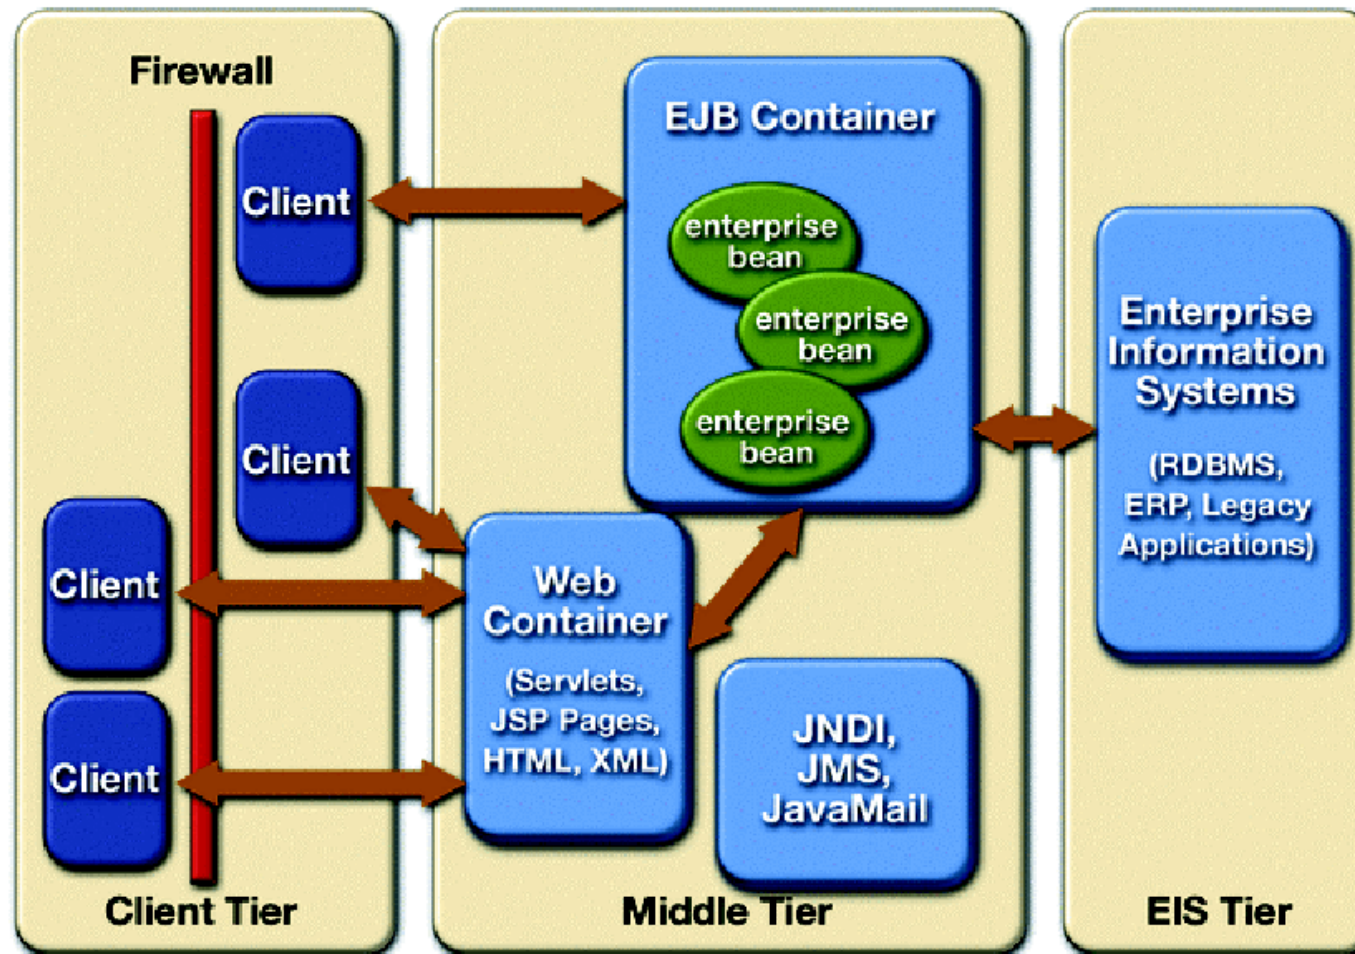 Firewall
Client
Client
Client
Client
Client Tier
EJB Container
enterprise
bean
enterprise
bean
enterprise
bean
Web
Container
(Servlets,
JSP Pages,
HTML, XML)
JNDI,
JMS,
JavaMail
Middle Tier
Enterprise
Information
Systems
(RDBMS,
ERP, Legacy
Applications)
EIS Tier